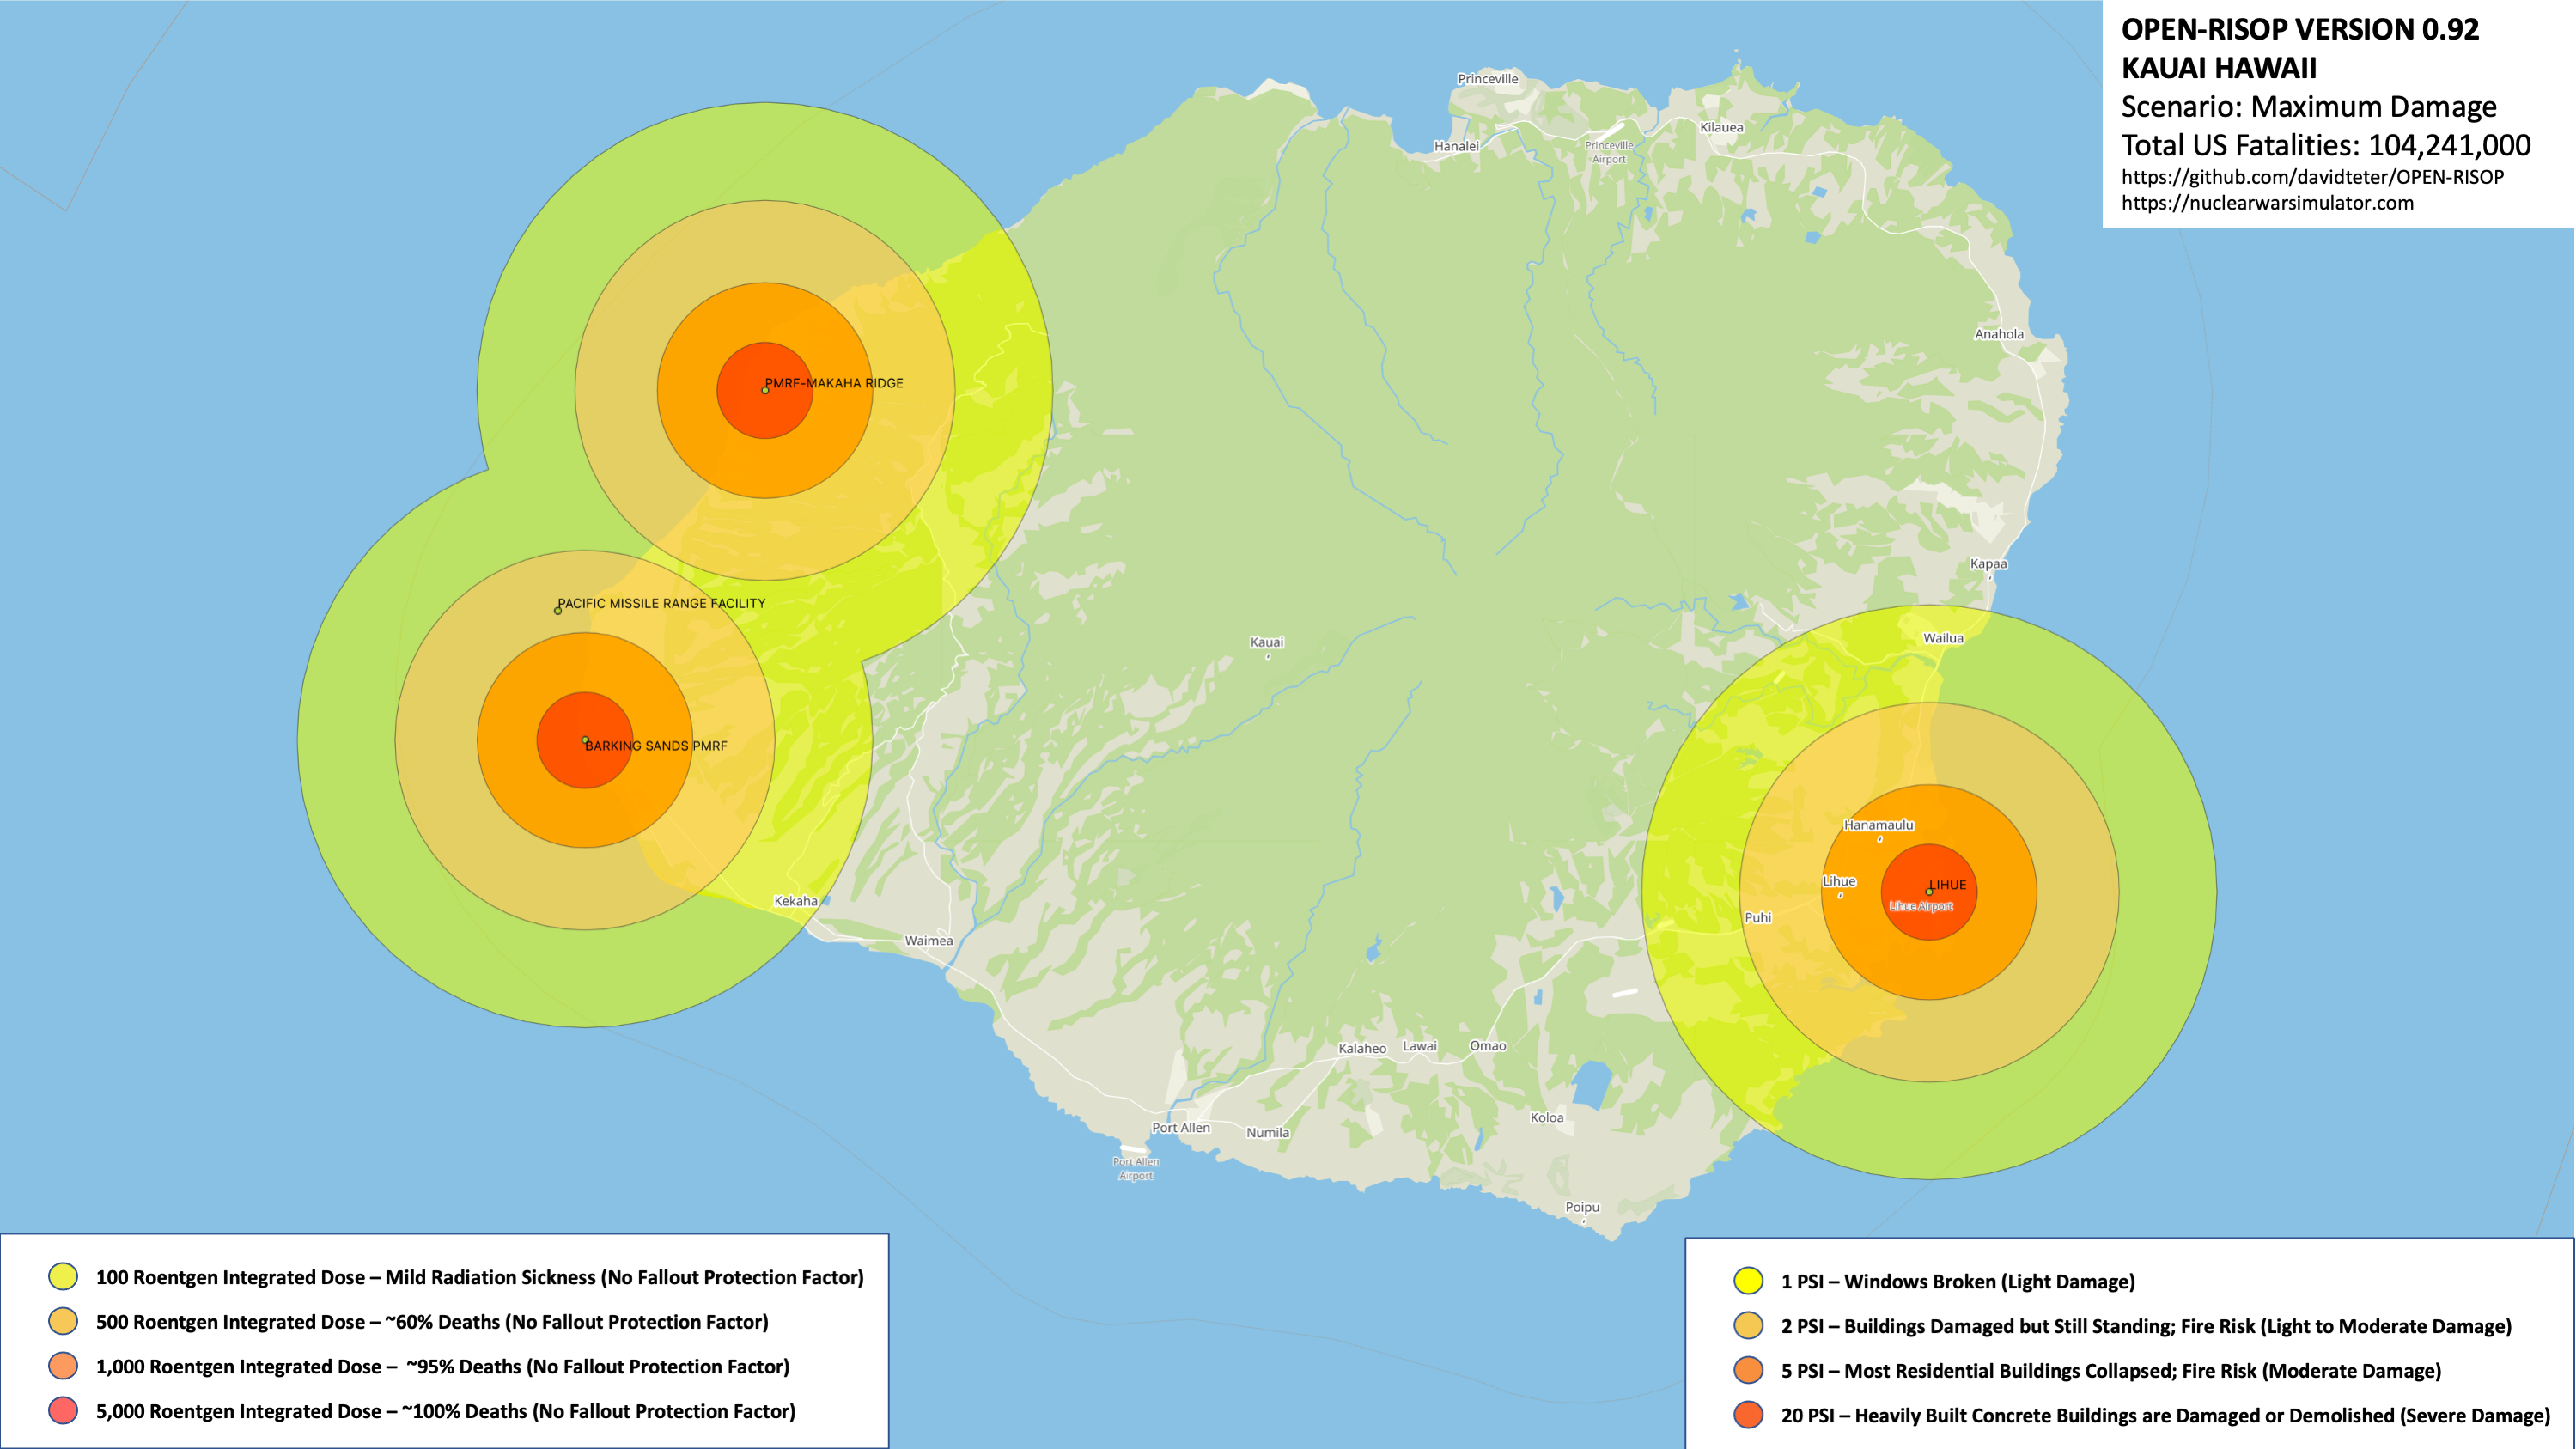 OPEN-RISOP VERSION 0.92
KAUAI HAWAII
Scenario: Maximum Damage
Total US Fatalities: 104,241,000
https://github.com/davidteter/OPEN-RISOP
https://nuclearwarsimulator.com
Princeville
Kilauea
Hanalei
Princeville
Airport
Anahola
PMRF-MAKAHA RIDGE
Kapaa
PACIFIC MISSILE RANGE FACILITY
Kauai
Wailua
BARKING SANDS PMRF
Hanamaulu
Lihue
LIHUE
Lihue Airport
Kekaha
Puhi
Waimea
Kalaheo
Lawai
Omao
Koloa
Port Allen
Numila
Port Allen
Airport
Poipu
100 Roentgen Integrated Dose – Mild Radiation Sickness (No Fallout Protection Factor)
500 Roentgen Integrated Dose – ~60% Deaths (No Fallout Protection Factor)
1,000 Roentgen Integrated Dose –  ~95% Deaths (No Fallout Protection Factor)
5,000 Roentgen Integrated Dose – ~100% Deaths (No Fallout Protection Factor)
1 PSI – Windows Broken (Light Damage)
2 PSI – Buildings Damaged but Still Standing; Fire Risk (Light to Moderate Damage)
5 PSI – Most Residential Buildings Collapsed; Fire Risk (Moderate Damage)
20 PSI – Heavily Built Concrete Buildings are Damaged or Demolished (Severe Damage)